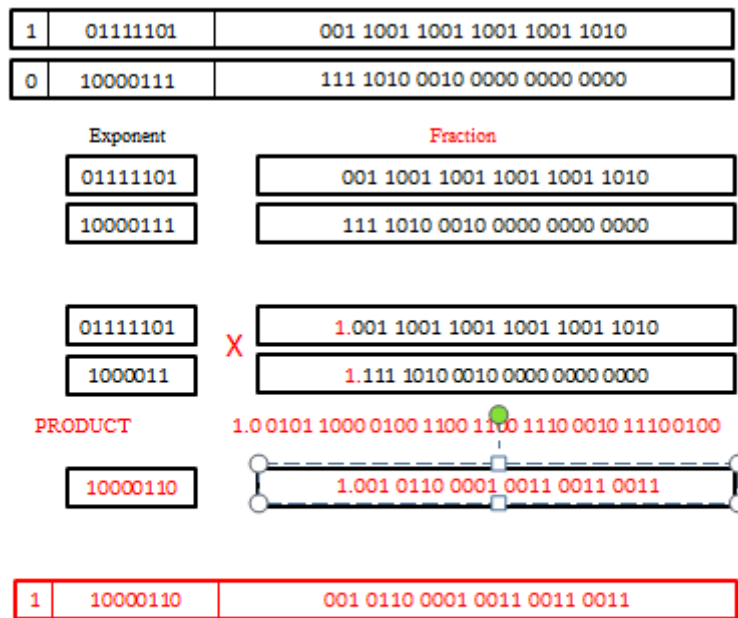 1 01111101 001 1001 1001 1001 1001 1010
0 10000111 111 1010 0010 0000 0000 0000
Exponent Fraction
01111101 001 1001 1001 1001 1001 1010
10000111 111 1010 0010 0000 0000 0000
01111101 1.001 1001 1001 1001 1001 1010
X
1000011 1.111 1010 0010 0000 0000 0000
PRODUCT 1.0 0101 1000 0100 1100 1100 1110 0010 11100100
10000110 1.001 0110 0001 0011 0011 0011
1 10000110 001 0110 0001 0011 0011 0011